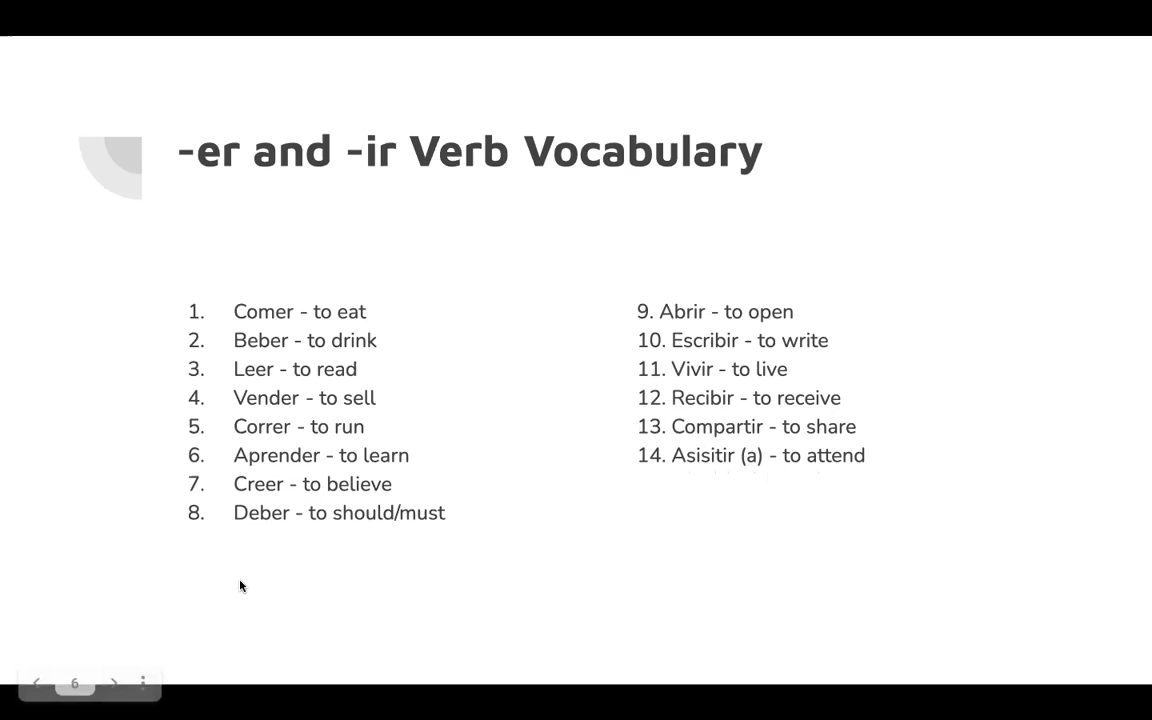 -er and -ir Verb Vocabulary
1. Comer - to eat
2. Beber - to drink
3. Leer - to read
4. Vender - to sell
5. Correr - to run
6. Aprender - to learn
7. Creer - to believe
8. Deber - to should/must
9. Abrir - to open
10. Escribir - to write
11. Vivir - to live
12. Recibir - to receive
13. Compartir - to share
14. Asisitir (a) - to attend
6